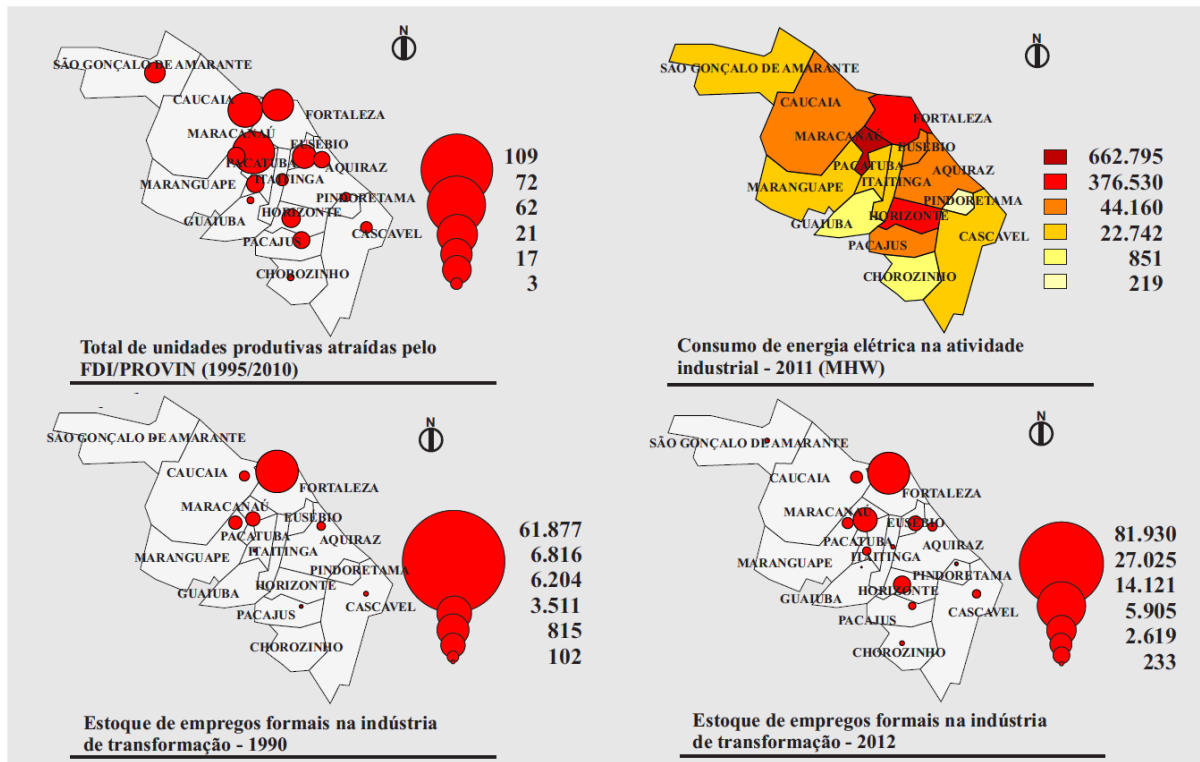 N
SÃO GONÇALO DE AMARANTE
CAUCAIA
FORTALEZA
MARACANAÚ
EUSÉBIO
PACATUBA
AQUIRAZ
ITAITINGA
MARANGUAPE
PINDORETAMA
GUAIUBA
HORIZONTE
CASCAVEL
PACAJUS
CHOROZINHO
109
72
62
21
17
3
Total de unidades produtivas atraídas pelo
FDI/PROVIN (1995/2010)
N
SÃO GONÇALO DE AMARANTE
CAUCAIA
FORTALEZA
MARACANAÚ
EUSÉBIO
PACATUBA
AQUIRAZ
ITAITINGA
MARANGUAPE
PINDORETAMA
HORIZONTE
GUAIUBA
CASCAVEL
PACAJUS
CHOROZINHO
662.795
376.530
44.160
22.742
851
219
Consumo de energia elétrica na atividade
industrial - 2011 (MHW)
N
SÃO GONÇALO DE AMARANTE
CAUCAIA
FORTALEZA
MARACANAÚ
EUSÉBIO
PACATUBA
AQUIRAZ
ITAITINGA
MARANGUAPE
PINDORETAMA
HORIZONTE
GUAIUBA
CASCAVEL
PACAJUS
CHOROZINHO
61.877
6.816
6.204
3.511
815
102
Estoque de empregos formais na indústria
de transformação - 1990
N
SÃO GONÇALO DE AMARANTE
CAUCAIA
FORTALEZA
MARACANAÚ
EUSÉBIO
PACATUBA
AQUIRAZ
ITAITINGA
MARANGUAPE
PINDORETAMA
HORIZONTE
GUAIUBA
CASCAVEL
PACAJUS
CHOROZINHO
81.930
27.025
14.121
5.905
2.619
233
Estoque de empregos formais na indústria
de transformação - 2012